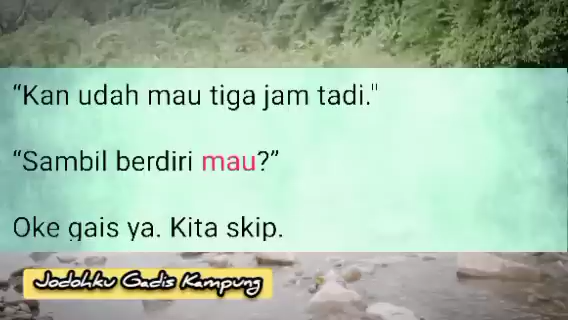 “Kan udah mau tiga jam tadi."
“Sambil berdiri mau?”
Oke gais ya. Kita skip.
Jodohku Gadis Kampung